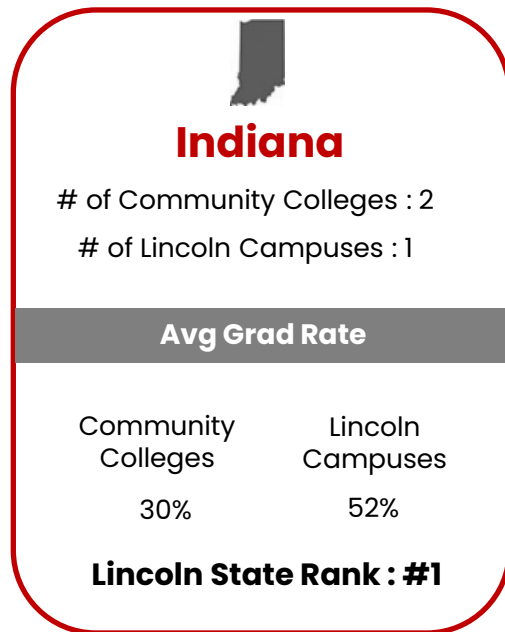 Indiana
# of Community Colleges : 2
# of Lincoln Campuses : 1
Avg Grad Rate
Community Colleges
Lincoln Campuses
30%
52%
Lincoln State Rank : #1